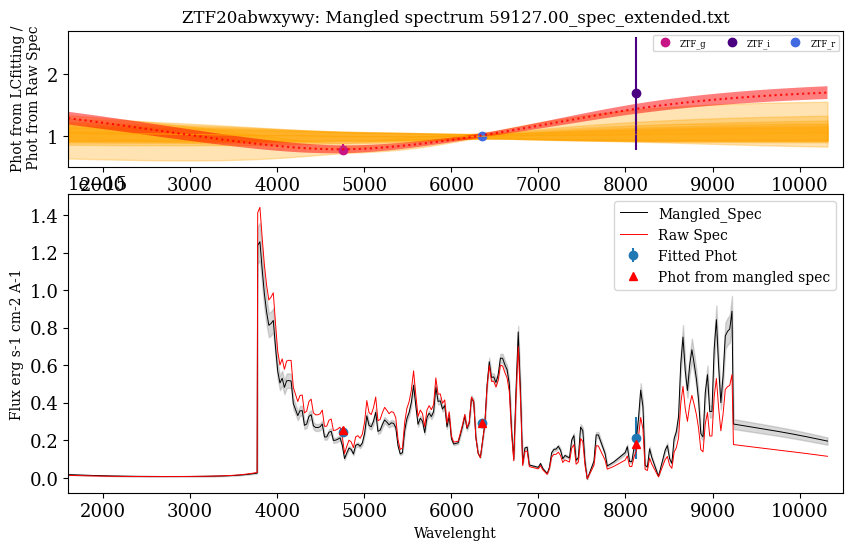 ZTF20abwxywy: Mangled spectrum 59127.00_spec_extended.txt
Phot from LCfitting /
Phot from Raw Spec
2
1
ZTF_g
ZTF_i
ZTF_r
2000 3000 4000 5000 6000 7000 8000 9000 10000
Flux erg s-1 cm-2 A-1
1.4
1.2
1.0
0.8
0.6
0.4
0.2
0.0
Mangled_Spec
Raw Spec
Fitted Phot
Phot from mangled spec
2000 3000 4000 5000 6000 7000 8000 9000 10000
Wavelenght